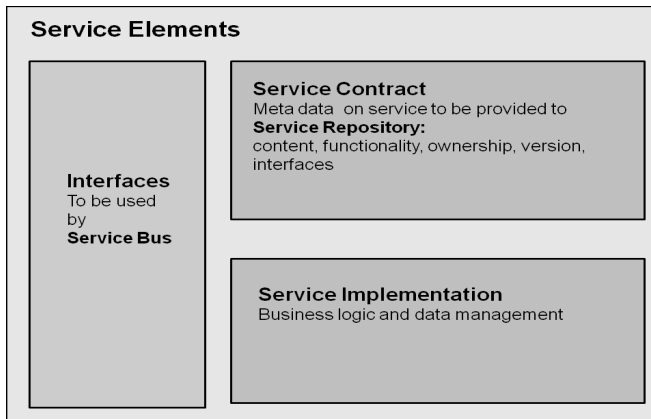 Service Elements
Interfaces
To be used
by
Service Bus
Service Contract
Meta data on service to be provided to
Service Repository:
content, functionality, ownership, version,
interfaces
Service Implementation
Business logic and data management